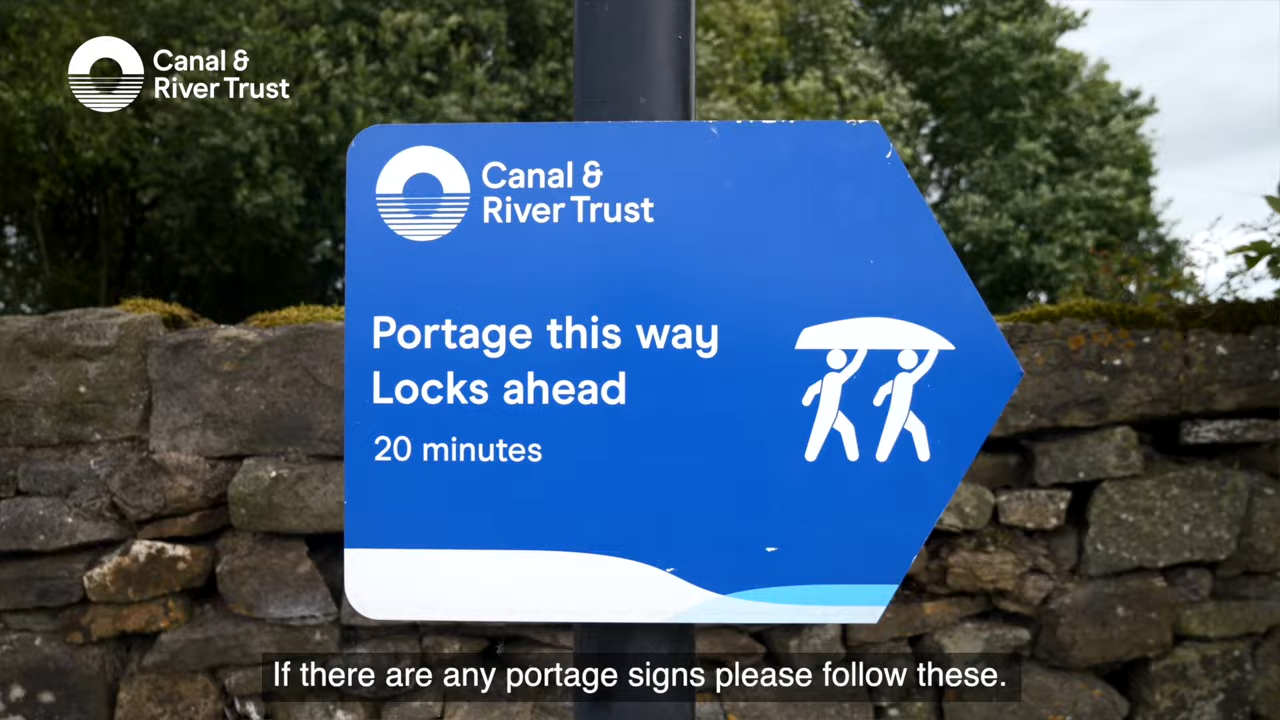 Canal &
River Trust
Canal &
River Trust
Portage this way
Locks ahead
20 minutes
If there are any portage signs please follow these.